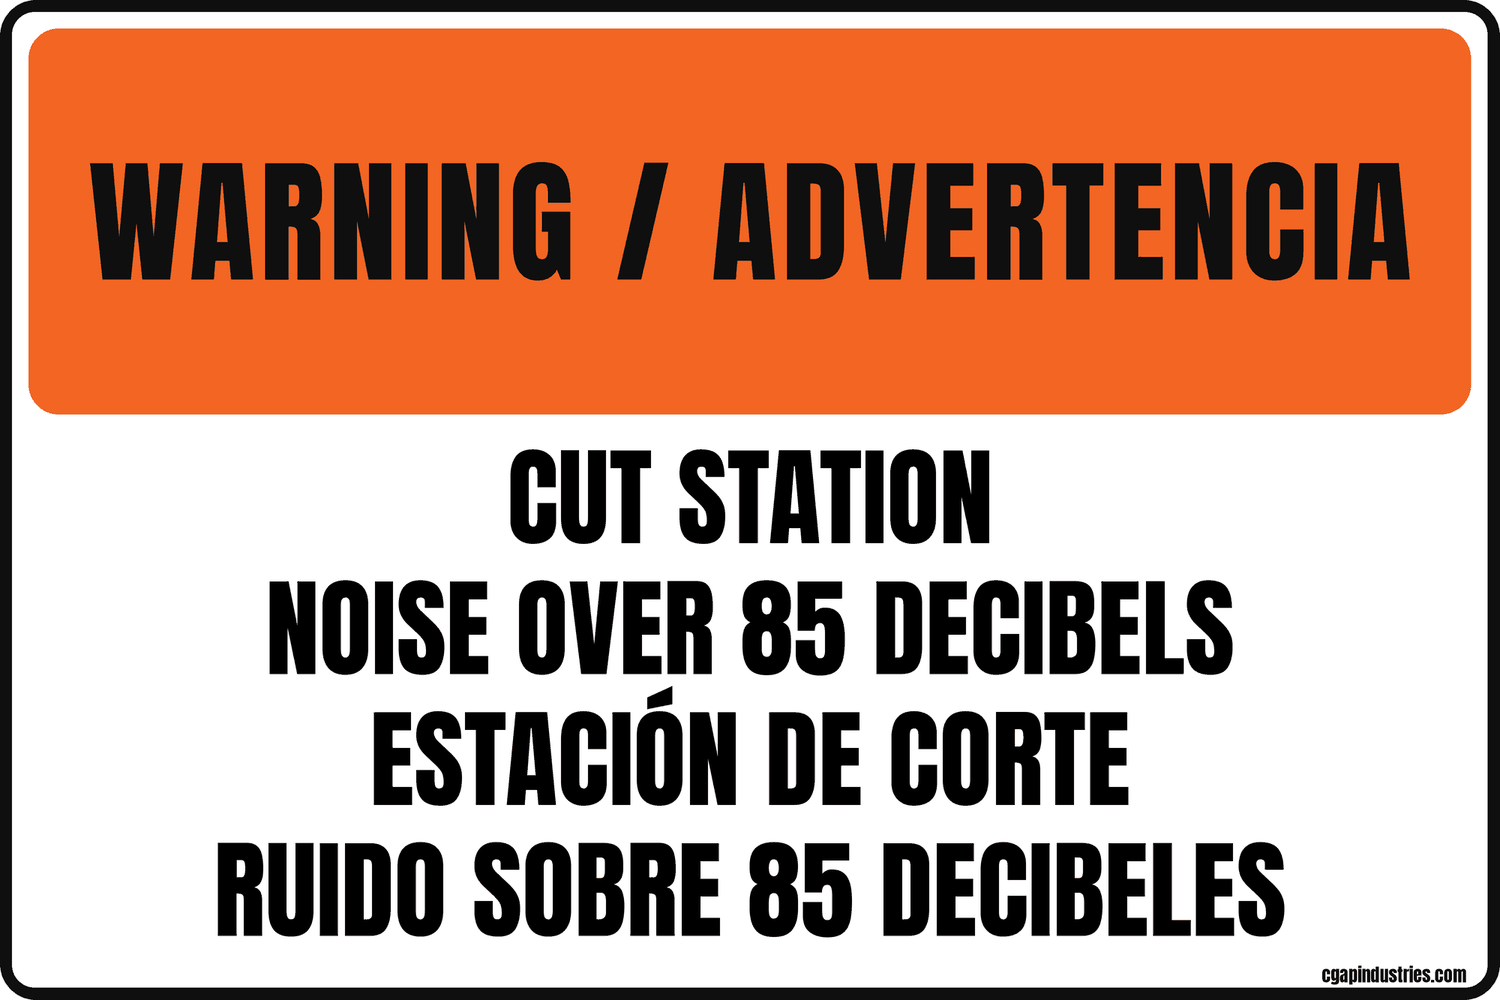 WARNING / ADVERTENCIA
CUT STATION
NOISE OVER 85 DECIBELS
ESTACIÓN DE CORTE
RUIDO SOBRE 85 DECIBELES
cgapindustries.com